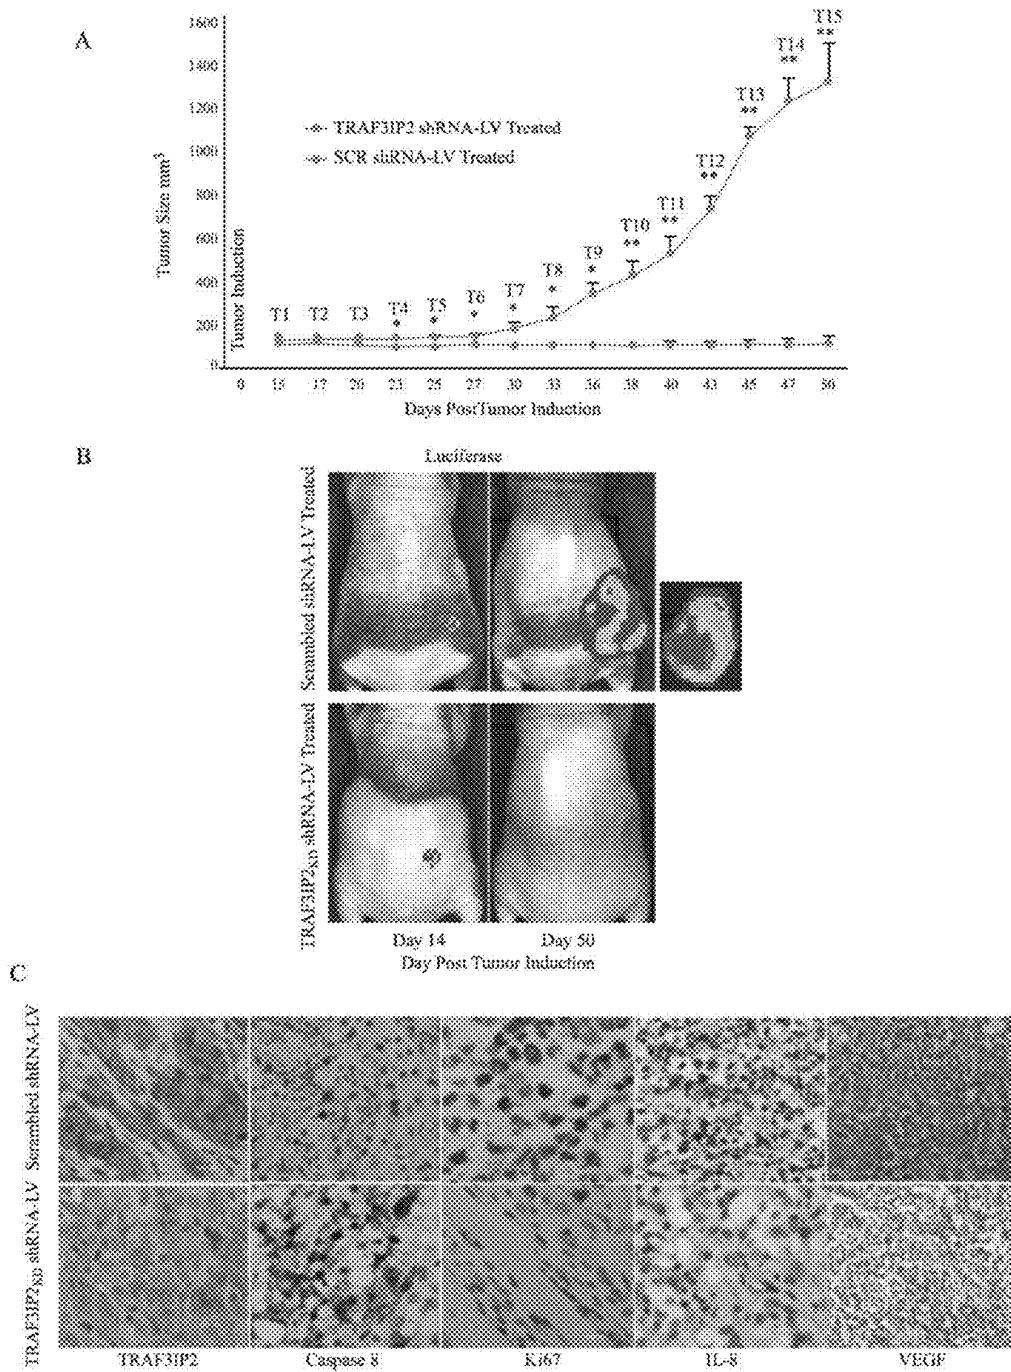 A
1600
1400
1200
1000
800
600
400
200
0
Tumor Size mm³
Tumor Induction
TRAF3IP2 shRNA-LV Treated
SCR shRNA-LV Treated
T1 T2 T3 T4 T5 T6 T7 T8 T9 T10 T11 T12 T13 T14 T15
* * * * * * ** ** ** ** ** **
0 15 17 20 25 27 30 33 36 38 40 43 45 47 50
Days PostTumor Induction
B
Luciferase
Scrambled shRNA-LV Treated
TRAF3IP2KD shRNA-LV Treated
Day 14 Day 50
Day Post Tumor Induction
C
Scrambled shRNA-LV
TRAF3IP2KD shRNA-LV
TRAF3IP2 Caspase 8 Ki67 IL-8 VEGF